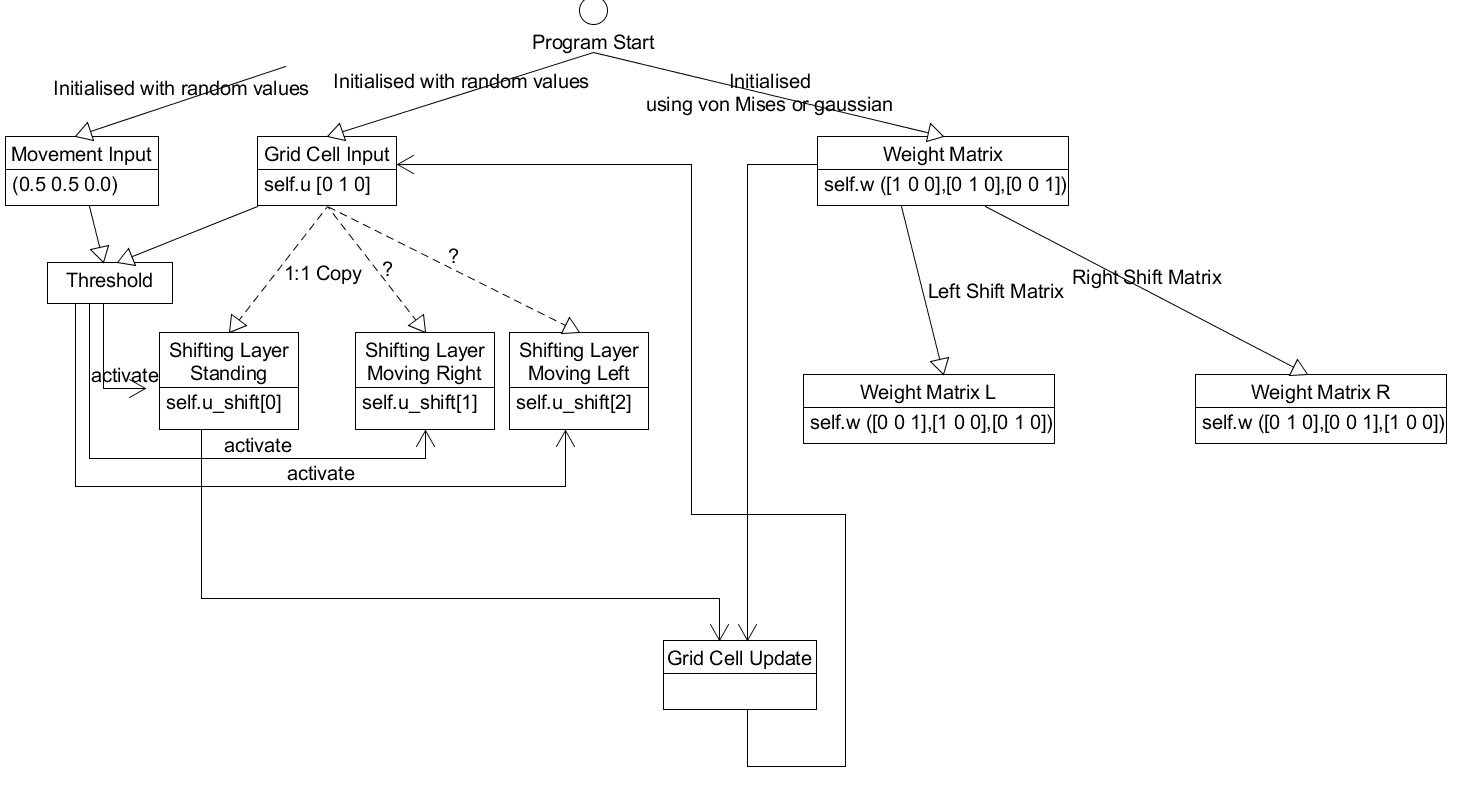 Program Start
Initialised with random values
Initialised with random values
Initialised
using von Mises or gaussian
Movement Input
(0.5 0.5 0.0)
Grid Cell Input
self.u [0 1 0]
Weight Matrix
self.w ([1 0 0],[0 1 0],[0 0 1])
Threshold
1:1 Copy
?
?
Left Shift Matrix
Right Shift Matrix
activate
Shifting Layer
Standing
self.u_shift[0]
Shifting Layer
Moving Right
self.u_shift[1]
Shifting Layer
Moving Left
self.u_shift[2]
Weight Matrix L
self.w ([0 0 1],[1 0 0],[0 1 0])
Weight Matrix R
self.w ([0 1 0],[0 0 1],[1 0 0])
activate
activate
Grid Cell Update